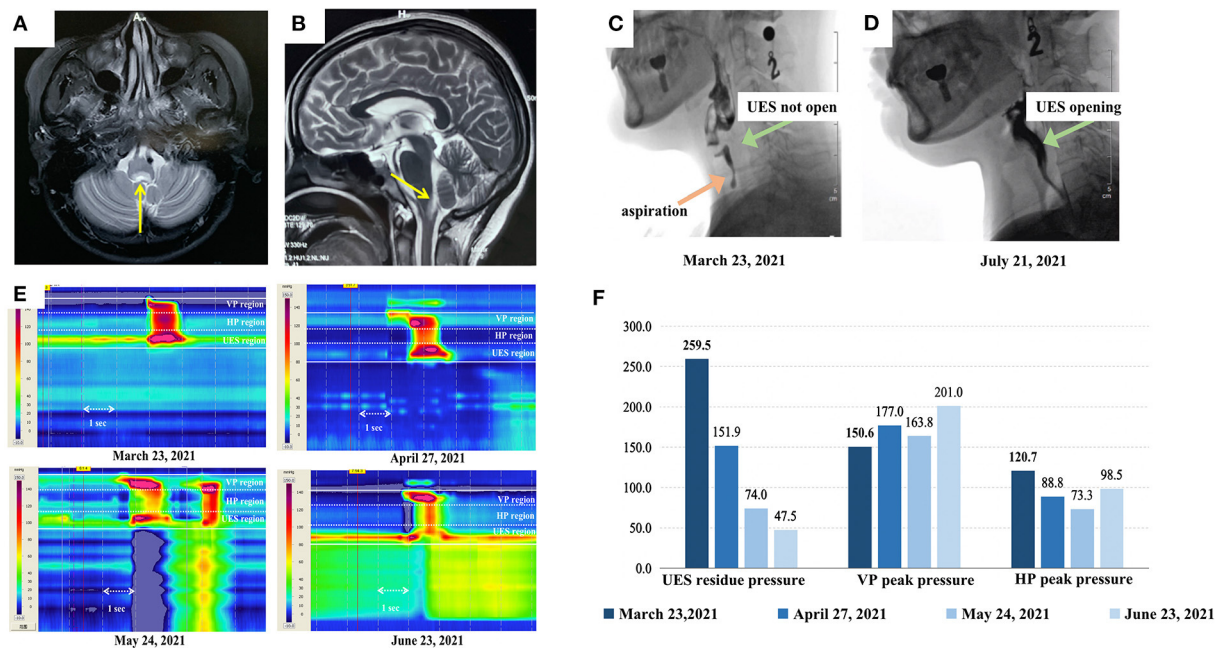 A
A
B
H
C
2
UES not open
aspiration
March 23, 2021
D
2
UES opening
5
cm
July 21, 2021
E
VP region
HP region
UES region
1 sec
March 23, 2021
VP region
HP region
UES region
1 sec
April 27, 2021
VP region
HP region
UES region
1 sec
May 24, 2021
VP region
HP region
UES region
1 sec
June 23, 2021
F
300.0
250.0
200.0
150.0
100.0
50.0
0.0
259.5
151.9
74.0
47.5
150.6
177.0
163.8
201.0
120.7
88.8
73.3
98.5
UES residue pressure
VP peak pressure
HP peak pressure
March 23,2021
April 27, 2021
May 24, 2021
June 23, 2021